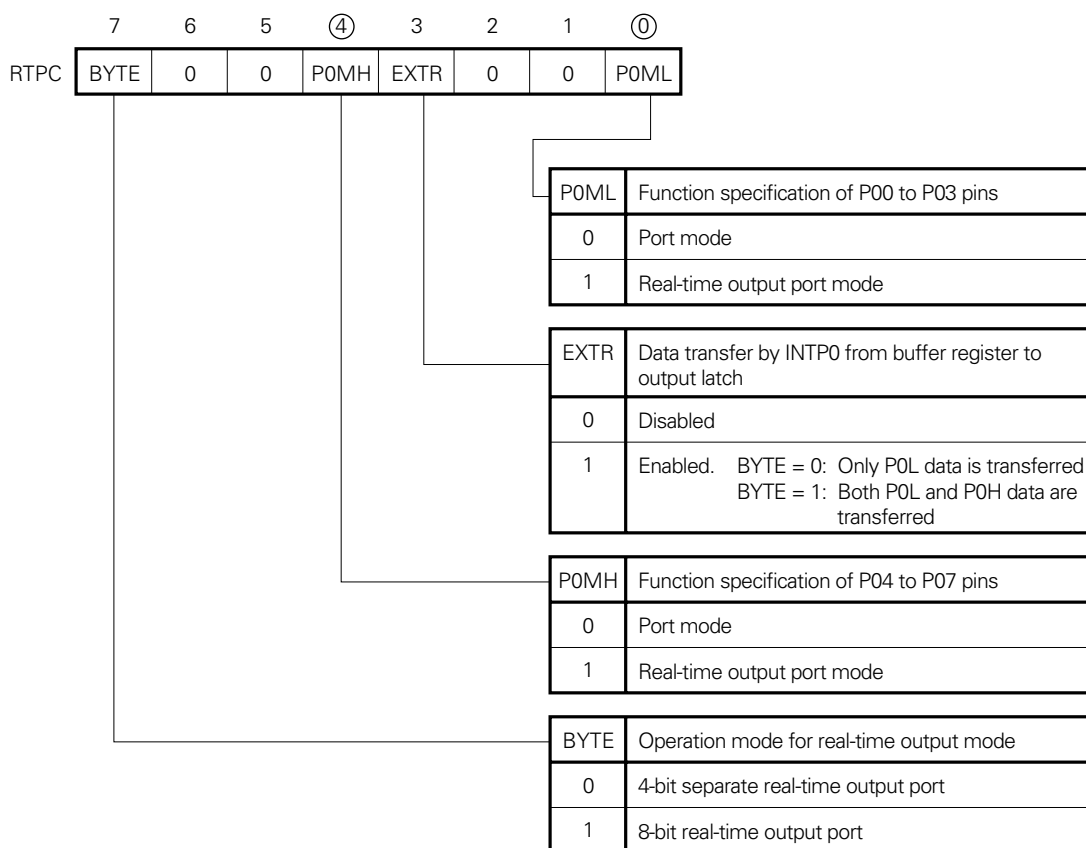 7 6 5 4 3 2 1 0
RTPC BYTE 0 0 P0MH EXTR 0 0 P0ML
P0ML Function specification of P00 to P03 pins
0 Port mode
1 Real-time output port mode
EXTR Data transfer by INTP0 from buffer register to
output latch
0 Disabled
1 Enabled. BYTE = 0: Only P0L data is transferred
BYTE = 1: Both P0L and P0H data are
transferred
P0MH Function specification of P04 to P07 pins
0 Port mode
1 Real-time output port mode
BYTE Operation mode for real-time output mode
0 4-bit separate real-time output port
1 8-bit real-time output port